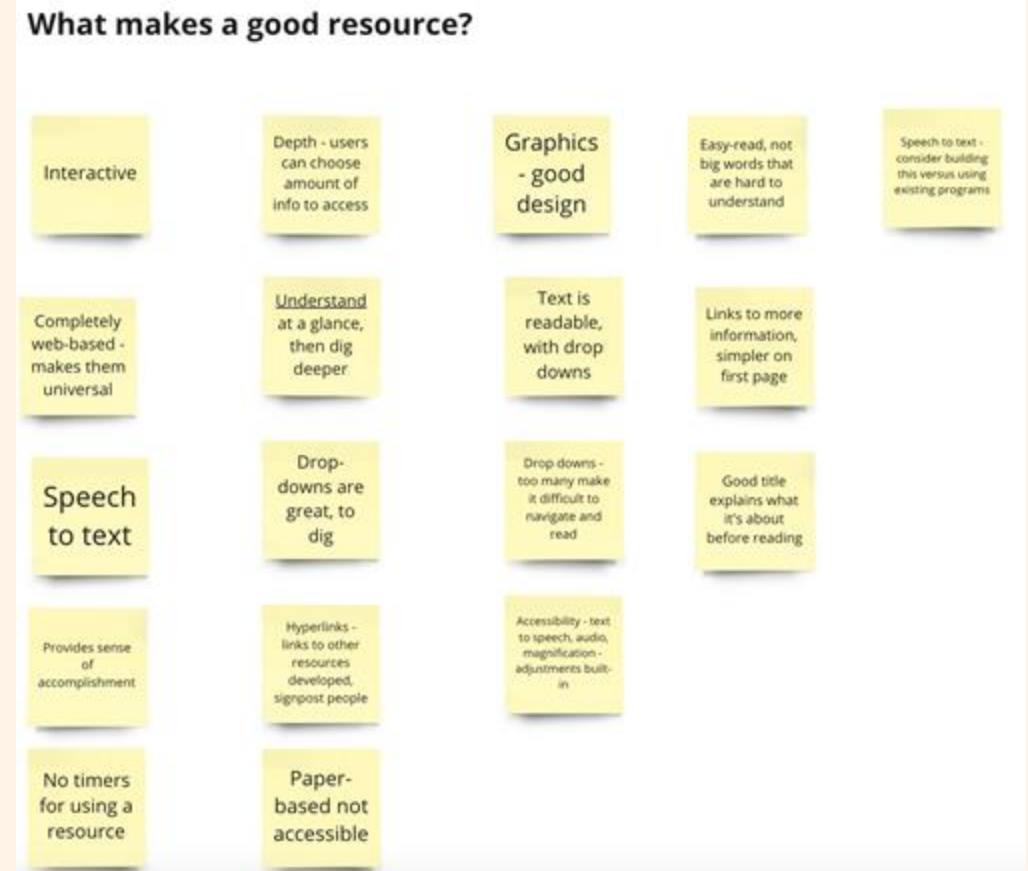 What makes a good resource?
Interactive
Depth - users
can choose
amount of
info to access
Graphics
- good
design
Easy-read, not
big words that
are hard to
understand
Speech to text -
consider building
this versus using
existing programs
Completely
web-based -
makes them
universal
Understand
at a glance,
then dig
deeper
Text is
readable,
with drop
downs
Links to more
information,
simpler on
first page
Speech
to text
Drop-
downs are
great, to
dig
Drop downs -
too many make
it difficult to
navigate and
read
Good title
explains what
it's about
before reading
Provides sense
of
accomplishment
Hyperlinks -
links to other
resources
developed,
signpost people
Accessibility - text
to speech, audio,
magnification -
adjustments built-
in
No timers
for using a
resource
Paper-
based not
accessible